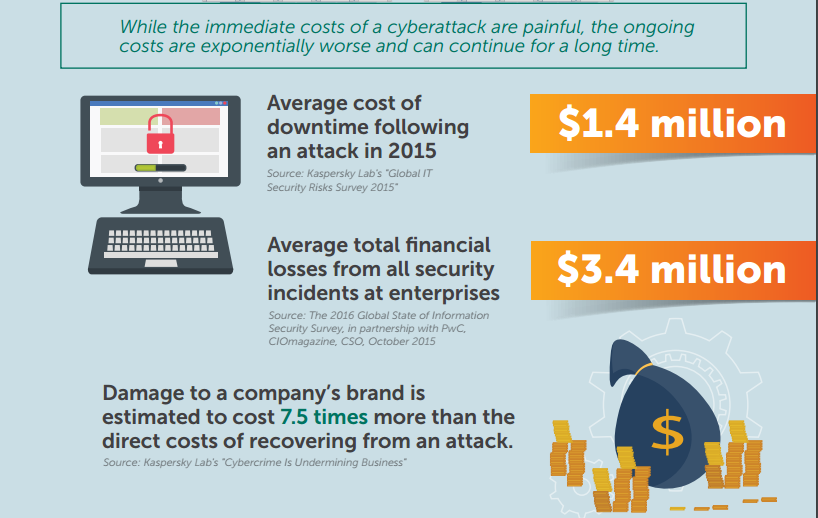 While the immediate costs of a cyberattack are painful, the ongoing
costs are exponentially worse and can continue for a long time.
Average cost of
downtime following
an attack in 2015
Source: Kaspersky Lab's "Global IT
Security Risks Survey 2015"
$1.4 million
Average total financial
losses from all security
incidents at enterprises
Source: The 2016 Global State of Information
Security Survey, in partnership with PwC,
CIOmagazine, CSO, October 2015
$3.4 million
Damage to a company's brand is
estimated to cost 7.5 times more than the
direct costs of recovering from an attack.
Source: Kaspersky Lab's "Cybercrime Is Undermining Business"
$